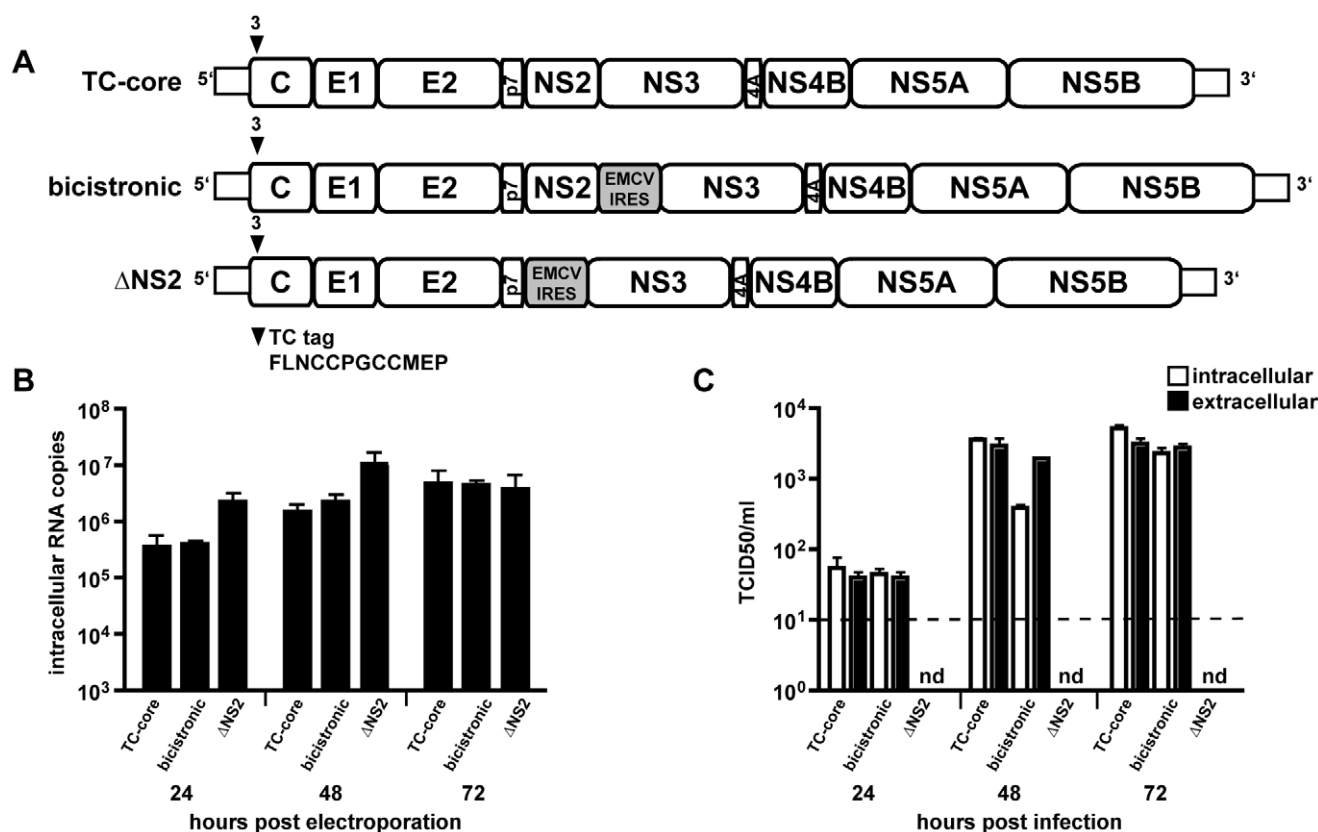 A
3
TC-core 5‘ C E1 E2 p7 NS2 NS3 4A NS4B NS5A NS5B 3‘
3
bicistronic 5‘ C E1 E2 p7 NS2 EMCV IRES NS3 4A NS4B NS5A NS5B 3‘
3
ΔNS2 5‘ C E1 E2 p7 EMCV IRES NS3 4A NS4B NS5A NS5B 3‘
▼ TC tag
FLNCCPGCCMEP
B
intracellular RNA copies
10^8
10^7
10^6
10^5
10^4
10^3
TC-core bicistronic ΔNS2 TC-core bicistronic ΔNS2 TC-core bicistronic ΔNS2
24 48 72
hours post electroporation
C
intracellular
extracellular
TCID50/ml
10^4
10^3
10^2
10^1
10^0
nd nd nd
TC-core bicistronic ΔNS2 TC-core bicistronic ΔNS2 TC-core bicistronic ΔNS2
24 48 72
hours post infection